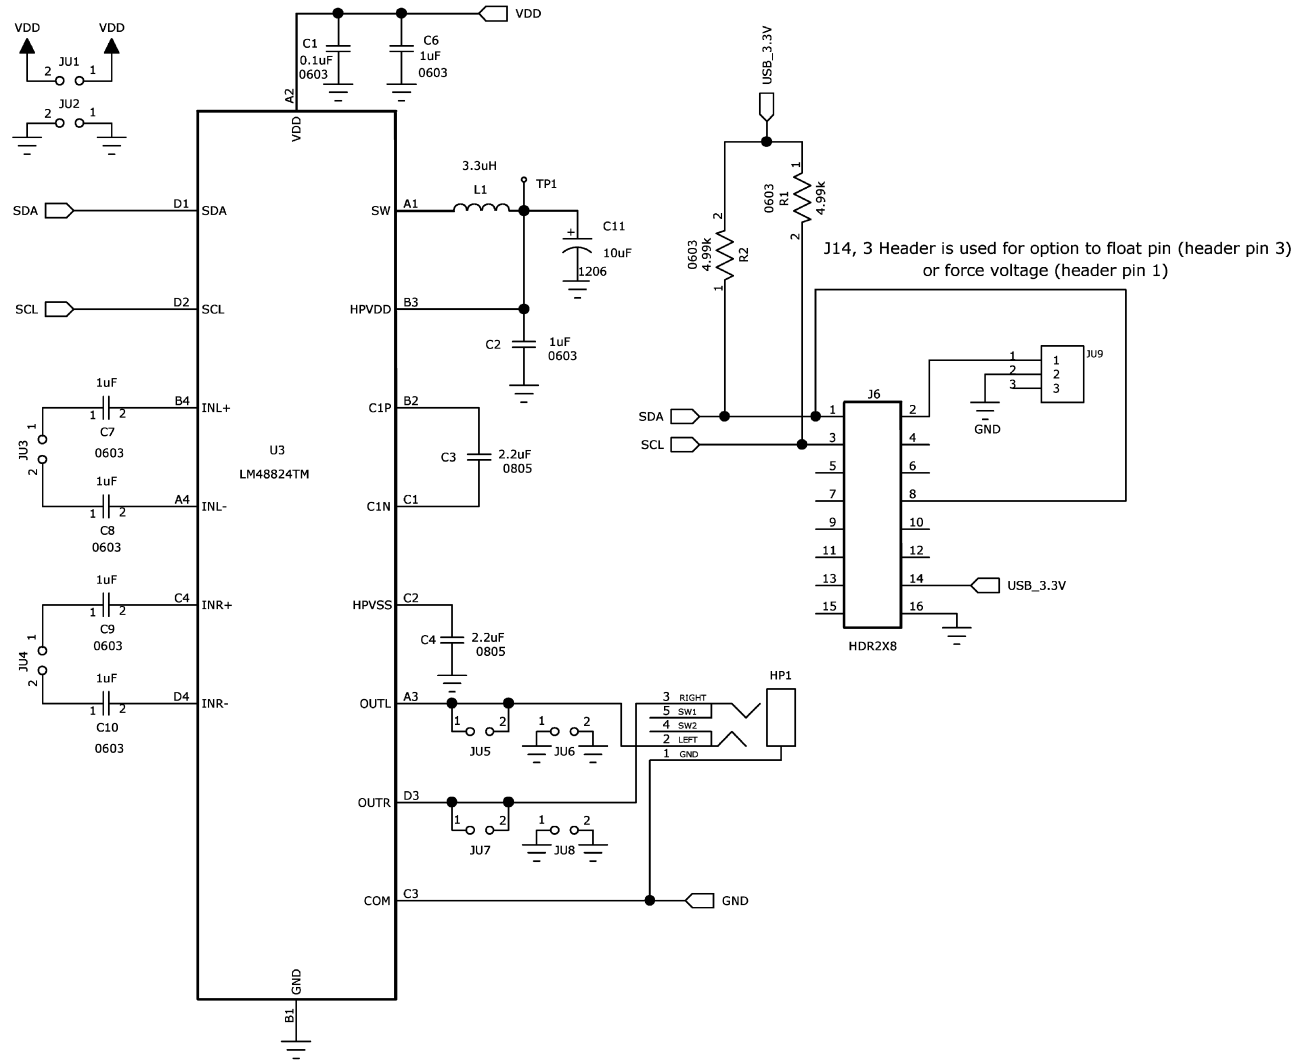 VDD
VDD
2 JU1 1
2 JU2 1
VDD
C1
0.1uF
0603
C6
1uF
0603
A2
VDD
SDA
D1
SDA
SCL
D2
SCL
1uF
1 2
C7
0603
B4
INL+
JU3
1
2
1uF
1 2
C8
0603
A4
INL-
1uF
1 2
C9
0603
C4
INR+
JU4
1
2
1uF
1 2
C10
0603
D4
INR-
U3
LM48824TM
SW
A1
3.3uH
L1
TP1
+
C11
10uF
1206
HPVDD
B3
C2
1uF
0603
C1P
B2
C3
2.2uF
0805
C1N
C1
HPVSS
C2
C4
2.2uF
0805
OUTL
A3
1 2
JU5
1 2
JU6
OUTR
D3
1 2
JU7
1 2
JU8
COM
C3
GND
GND
B1
HP1
3 RIGHT
5 SW1
4 SW2
2 LEFT
1 GND
USB_3.3V
0603
R1
4.99k
1
2
0603
4.99k
R2
2
1
J14, 3 Header is used for option to float pin (header pin 3)
or force voltage (header pin 1)
1 1
2 2
3 3
JU9
GND
SDA
SCL
J6
1 2
3 4
5 6
7 8
9 10
11 12
13 14
15 16
HDR2X8
USB_3.3V